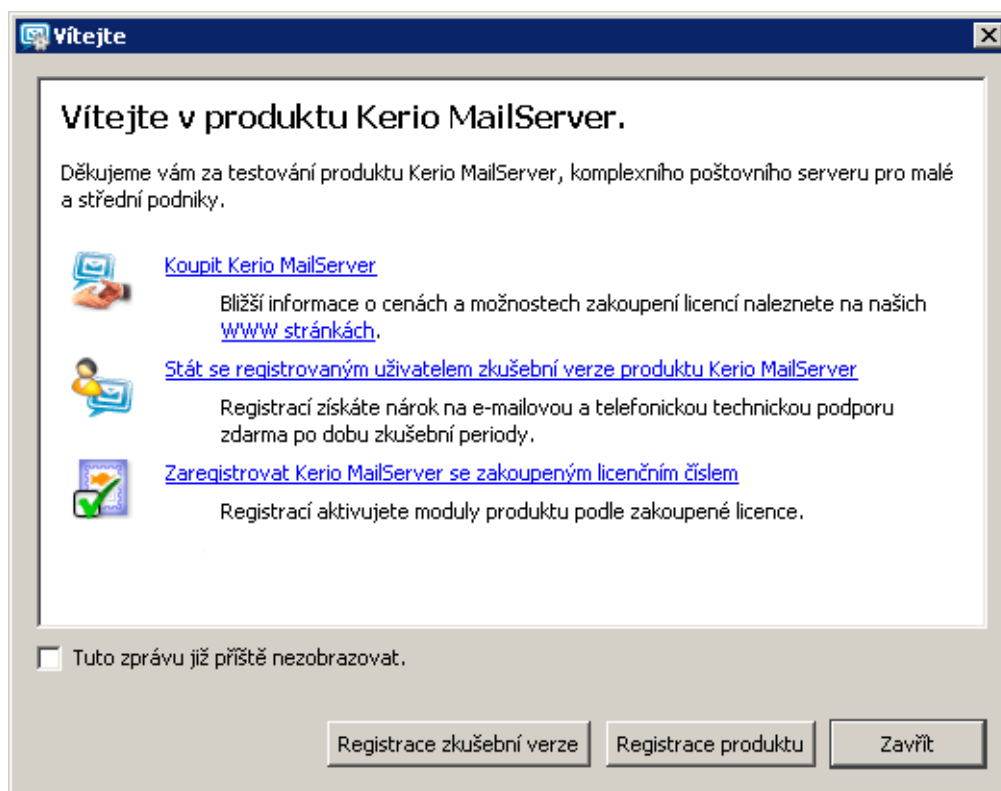 Vítejte
Vítejte v produktu Kerio MailServer.
Děkujeme vám za testování produktu Kerio MailServer, komplexního poštovního serveru pro malé
a střední podniky.
Koupit Kerio MailServer
Bližší informace o cenách a možnostech zakoupení licencí naleznete na našich
WWW stránkách.
Stát se registrovaným uživatelem zkušební verze produktu Kerio MailServer
Registrací získáte nárok na e-mailovou a telefonickou technickou podporu
zdarma po dobu zkušební periody.
Zaregistrovat Kerio MailServer se zakoupeným licenčním číslem
Registrací aktivujete moduly produktu podle zakoupené licence.
Tuto zprávu již příště nezobrazovat.
Registrace zkušební verze Registrace produktu Zavřít